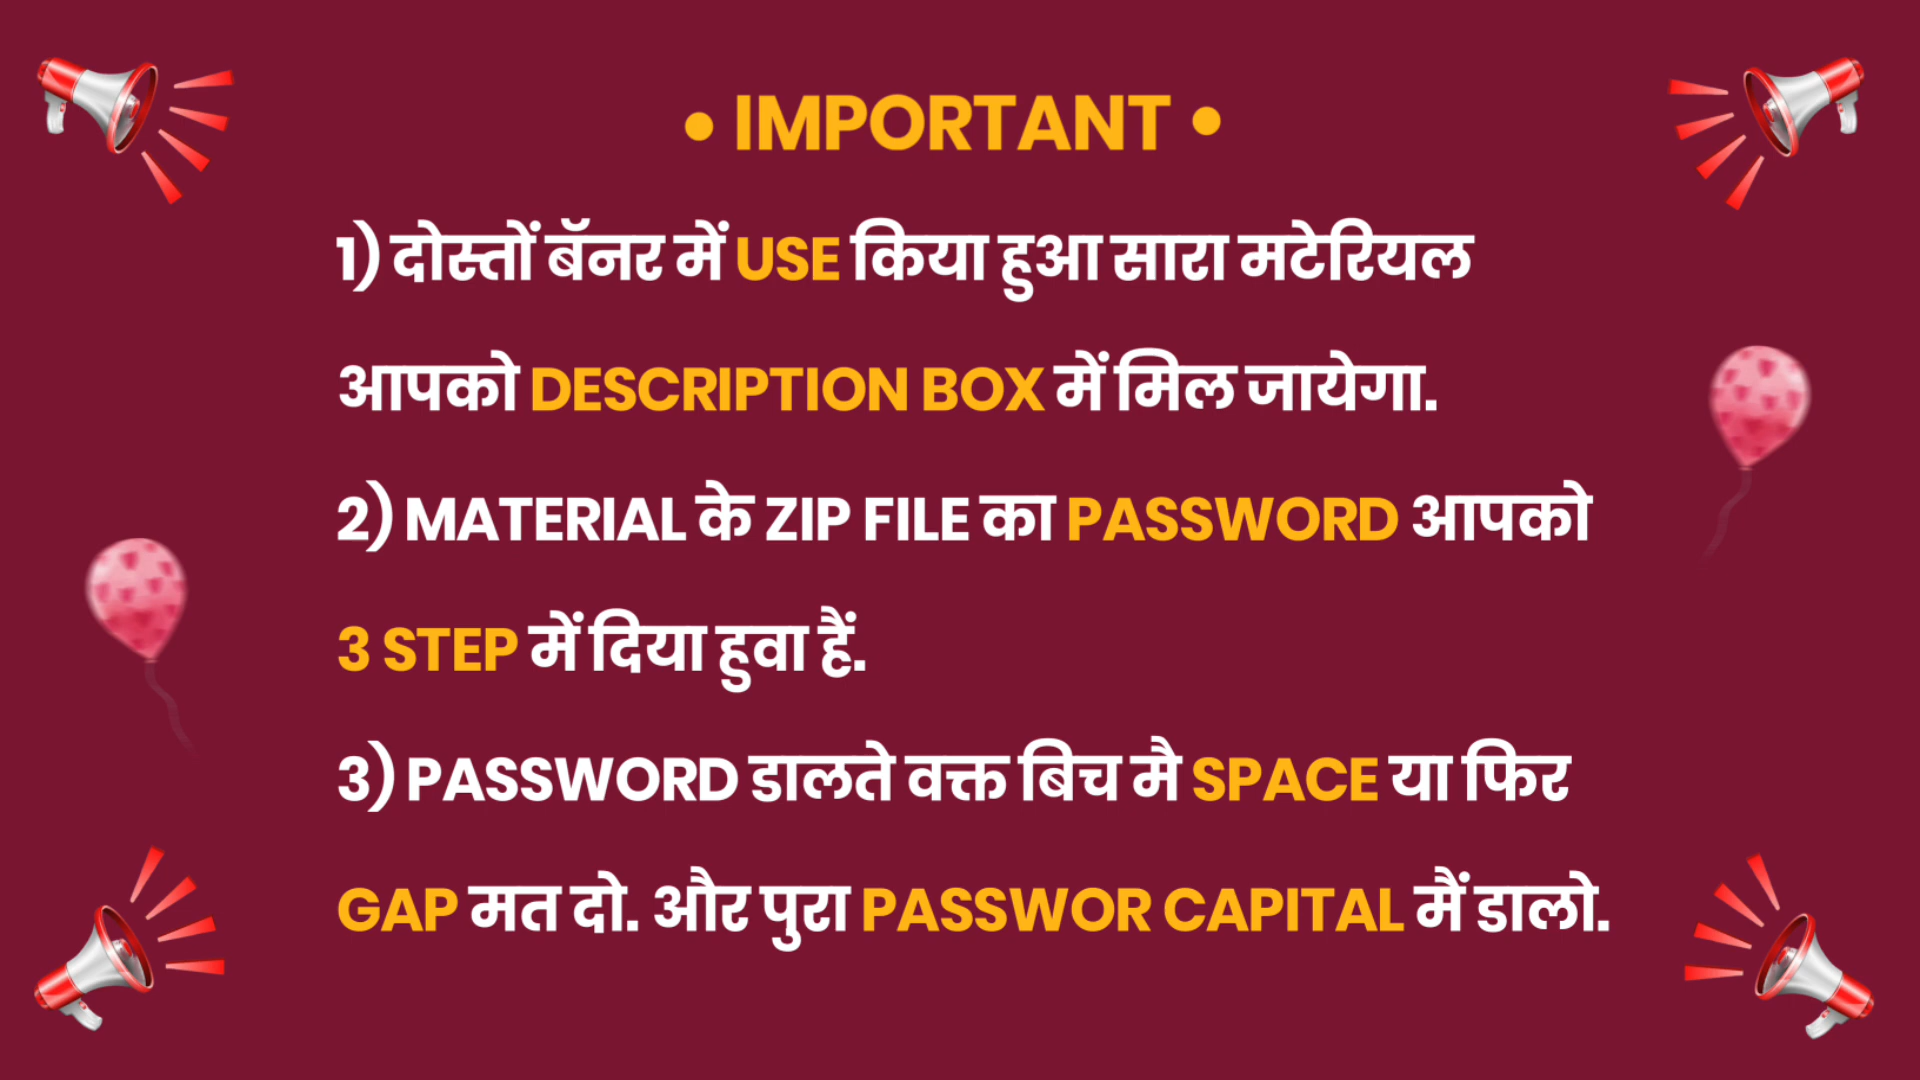 • IMPORTANT •
1) दोस्तों बॅनर में USE किया हुआ सारा मटेरियल
आपको DESCRIPTION BOX में मिल जायेगा.
2) MATERIAL के ZIP FILE का PASSWORD आपको
3 STEP में दिया हुवा हैं.
3) PASSWORD डालते वक्त बिच मै SPACE या फिर
GAP मत दो. और पुरा PASSWOR CAPITAL मैं डालो.